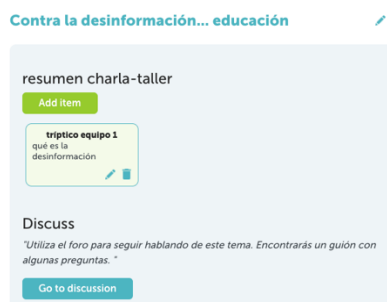 Contra la desinformación... educación
resumen charla-taller
Add item
tríptico equipo 1
qué es la
desinformación
Discuss
"Utiliza el foro para seguir hablando de este tema. Encontrarás un guión con
algunas preguntas. "
Go to discussion